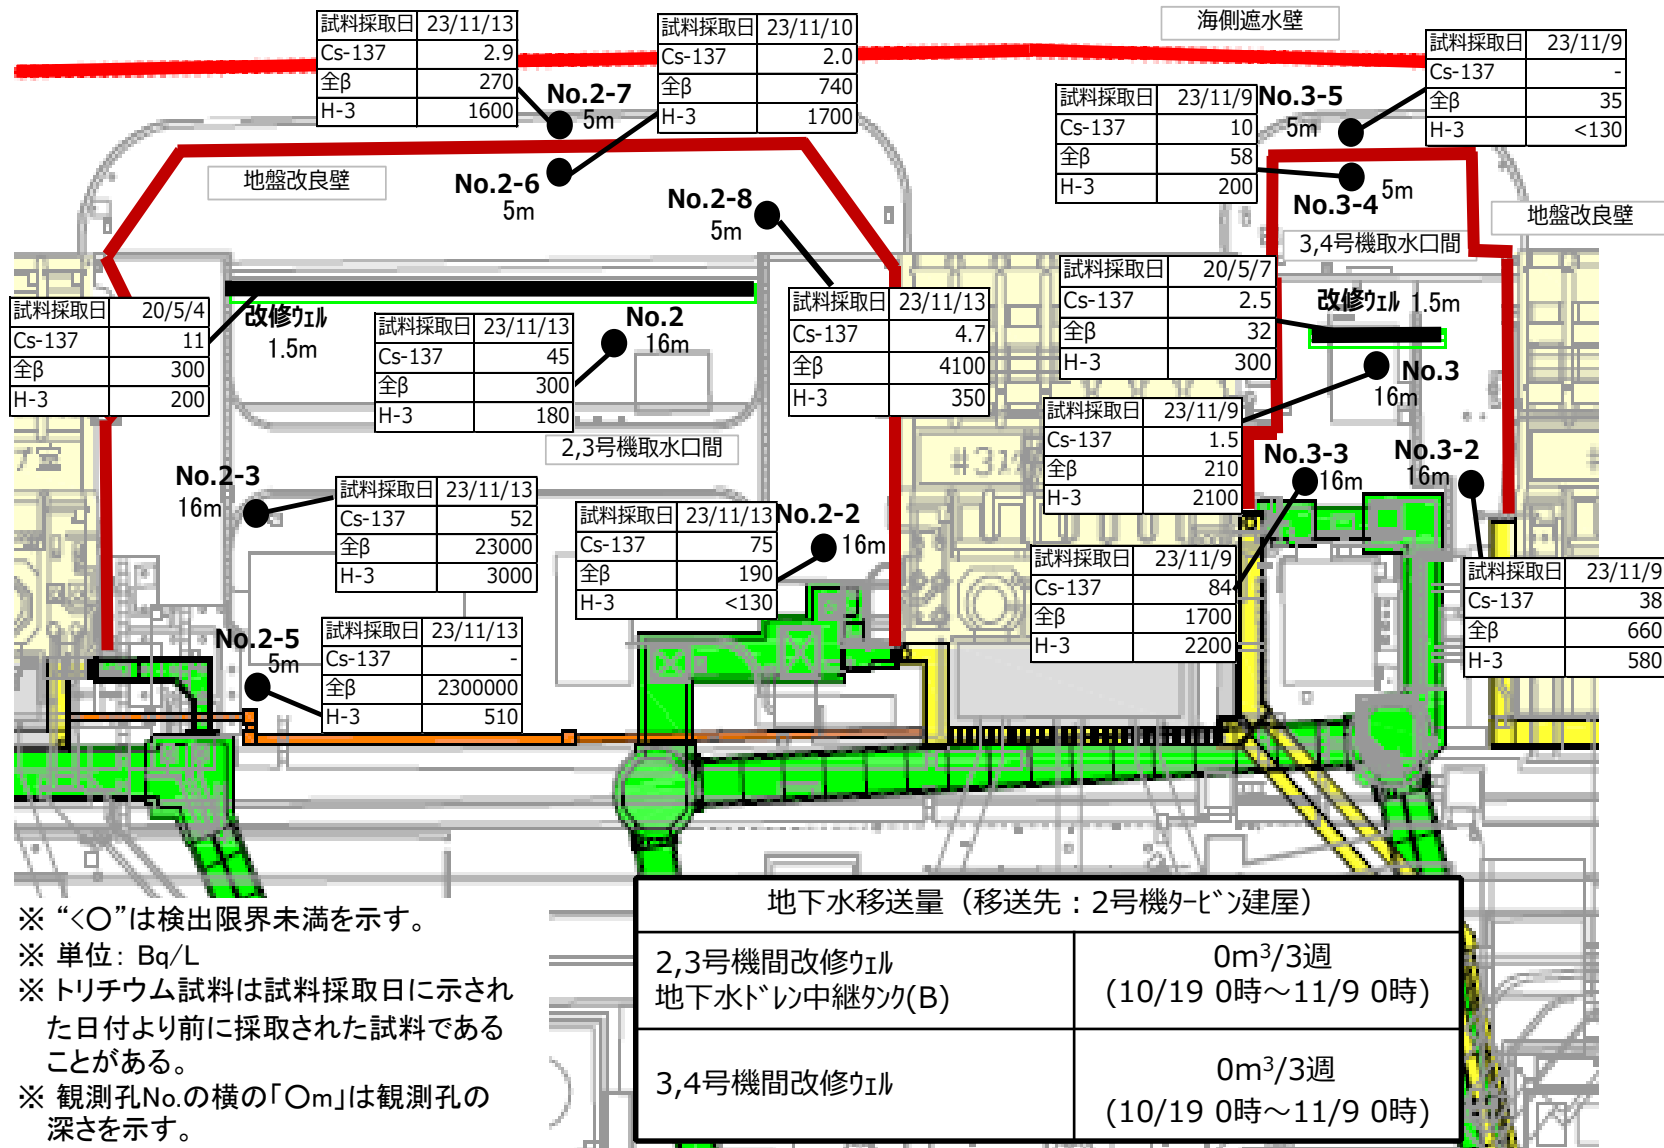 海側遮水壁
試料採取日 23/11/13
Cs-137 2.9
全β 270
H-3 1600
試料採取日 23/11/10
Cs-137 2.0
全β 740
H-3 1700
試料採取日 23/11/9
Cs-137 -
全β 35
H-3 <130
試料採取日 23/11/9
Cs-137 10
全β 58
H-3 200
No.2-7
5m
No.3-5
5m
地盤改良壁
No.2-6
5m
No.2-8
5m
No.3-4
5m
地盤改良壁
3,4号機取水口間
試料採取日 20/5/4
Cs-137 11
全β 300
H-3 200
改修ウェル
1.5m
試料採取日 23/11/13
Cs-137 45
全β 300
H-3 180
No.2
16m
試料採取日 23/11/13
Cs-137 4.7
全β 4100
H-3 350
試料採取日 20/5/7
Cs-137 2.5
全β 32
H-3 300
改修ウェル 1.5m
No.3
16m
試料採取日 23/11/9
Cs-137 1.5
全β 210
H-3 2100
2,3号機取水口間
No.2-3
16m
試料採取日 23/11/13
Cs-137 52
全β 23000
H-3 3000
試料採取日 23/11/13
Cs-137 75
全β 190
H-3 <130
No.2-2
16m
No.3-3
16m
No.3-2
16m
試料採取日 23/11/9
Cs-137 84
全β 1700
H-3 2200
試料採取日 23/11/9
Cs-137 38
全β 660
H-3 580
No.2-5
5m
試料採取日 23/11/13
Cs-137 -
全β 2300000
H-3 510
※ “<〇”は検出限界未満を示す。
※ 単位: Bq/L
※ トリチウム試料は試料採取日に示され
た日付より前に採取された試料である
ことがある。
※ 観測孔No.の横の「〇m」は観測孔の
深さを示す。
地下水移送量（移送先：2号機ﾀｰﾋﾞﾝ建屋）
2,3号機間改修ｳｪﾙ
地下水ﾄﾞﾚﾝ中継ﾀﾝｸ(B)
0m³/3週
(10/19 0時～11/9 0時)
3,4号機間改修ｳｪﾙ
0m³/3週
(10/19 0時～11/9 0時)